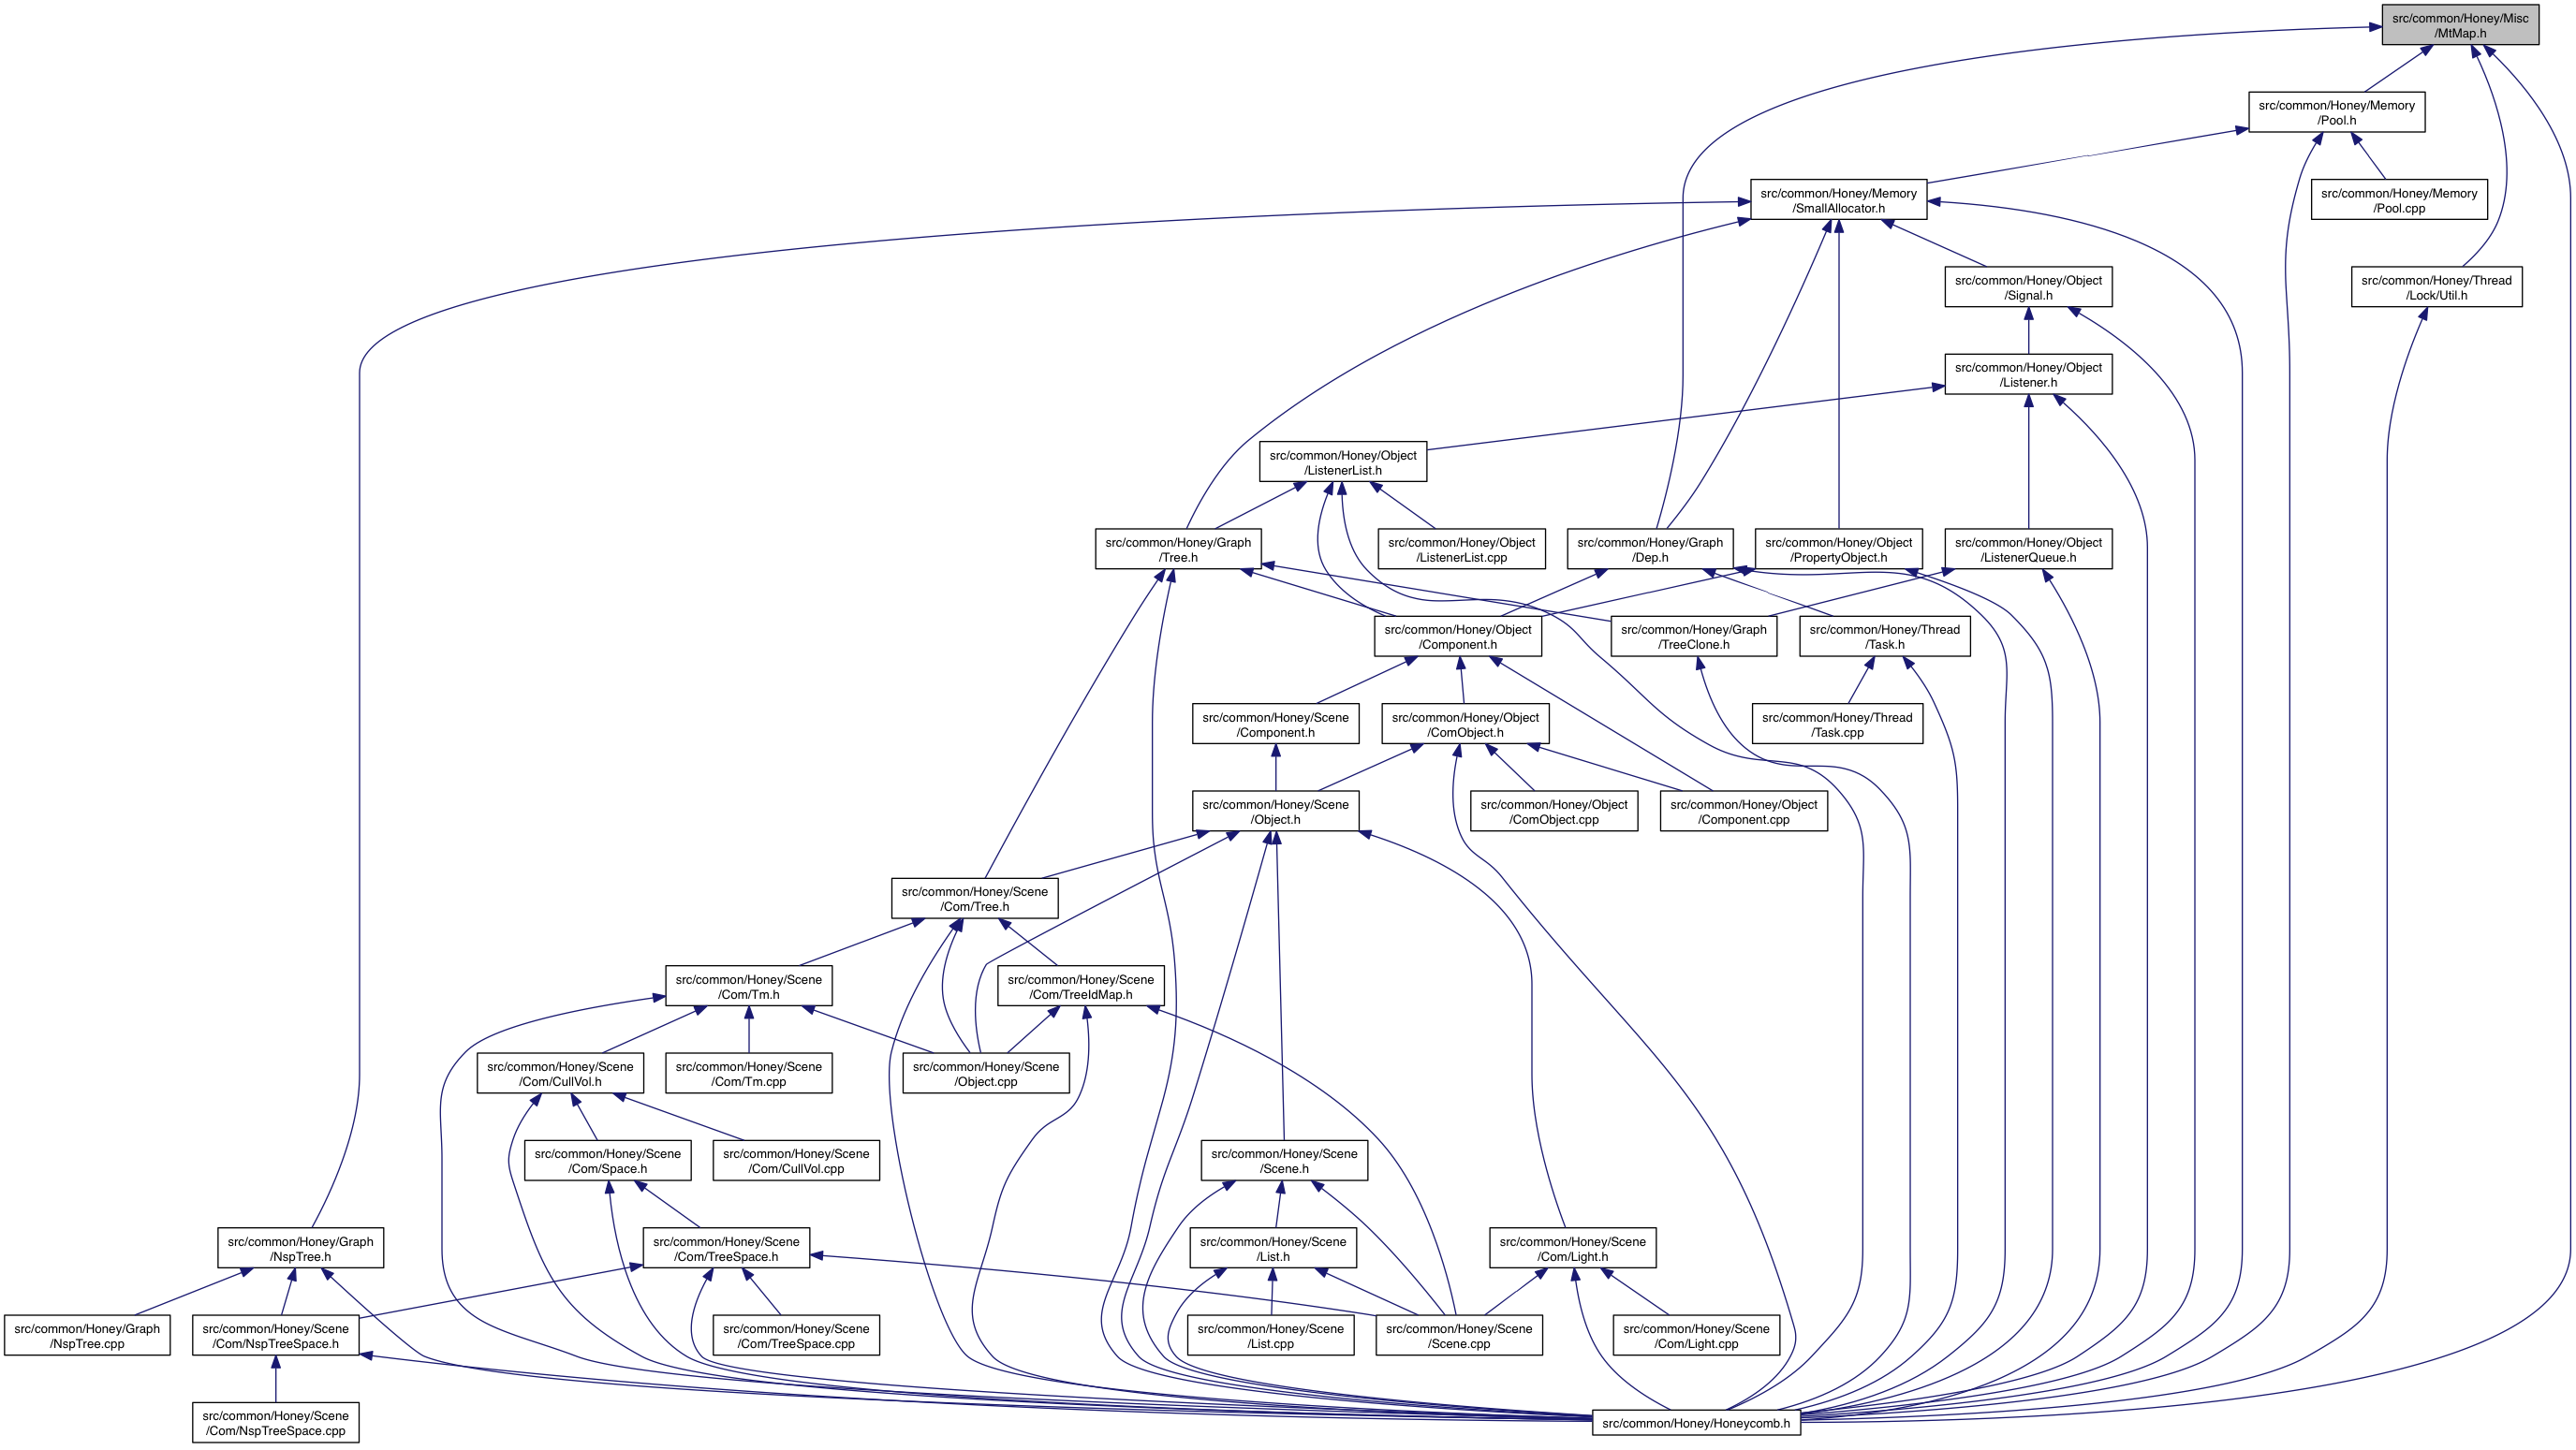 src/common/Honey/Misc
/MtMap.h
src/common/Honey/Memory
/Pool.h
src/common/Honey/Memory
/SmallAllocator.h
src/common/Honey/Memory
/Pool.cpp
src/common/Honey/Object
/Signal.h
src/common/Honey/Thread
/Lock/Util.h
src/common/Honey/Object
/Listener.h
src/common/Honey/Object
/ListenerList.h
src/common/Honey/Graph
/Tree.h
src/common/Honey/Object
/ListenerList.cpp
src/common/Honey/Graph
/Dep.h
src/common/Honey/Object
/PropertyObject.h
src/common/Honey/Object
/ListenerQueue.h
src/common/Honey/Object
/Component.h
src/common/Honey/Graph
/TreeClone.h
src/common/Honey/Thread
/Task.h
src/common/Honey/Scene
/Component.h
src/common/Honey/Object
/ComObject.h
src/common/Honey/Thread
/Task.cpp
src/common/Honey/Scene
/Object.h
src/common/Honey/Object
/ComObject.cpp
src/common/Honey/Object
/Component.cpp
src/common/Honey/Scene
/Com/Tree.h
src/common/Honey/Scene
/Com/Tm.h
src/common/Honey/Scene
/Com/TreeIdMap.h
src/common/Honey/Scene
/Com/CullVol.h
src/common/Honey/Scene
/Com/Tm.cpp
src/common/Honey/Scene
/Object.cpp
src/common/Honey/Scene
/Com/Space.h
src/common/Honey/Scene
/Com/CullVol.cpp
src/common/Honey/Scene
/Scene.h
src/common/Honey/Graph
/NspTree.h
src/common/Honey/Scene
/Com/TreeSpace.h
src/common/Honey/Scene
/List.h
src/common/Honey/Scene
/Com/Light.h
src/common/Honey/Graph
/NspTree.cpp
src/common/Honey/Scene
/Com/NspTreeSpace.h
src/common/Honey/Scene
/Com/TreeSpace.cpp
src/common/Honey/Scene
/List.cpp
src/common/Honey/Scene
/Scene.cpp
src/common/Honey/Scene
/Com/Light.cpp
src/common/Honey/Scene
/Com/NspTreeSpace.cpp
src/common/Honey/Honeycomb.h